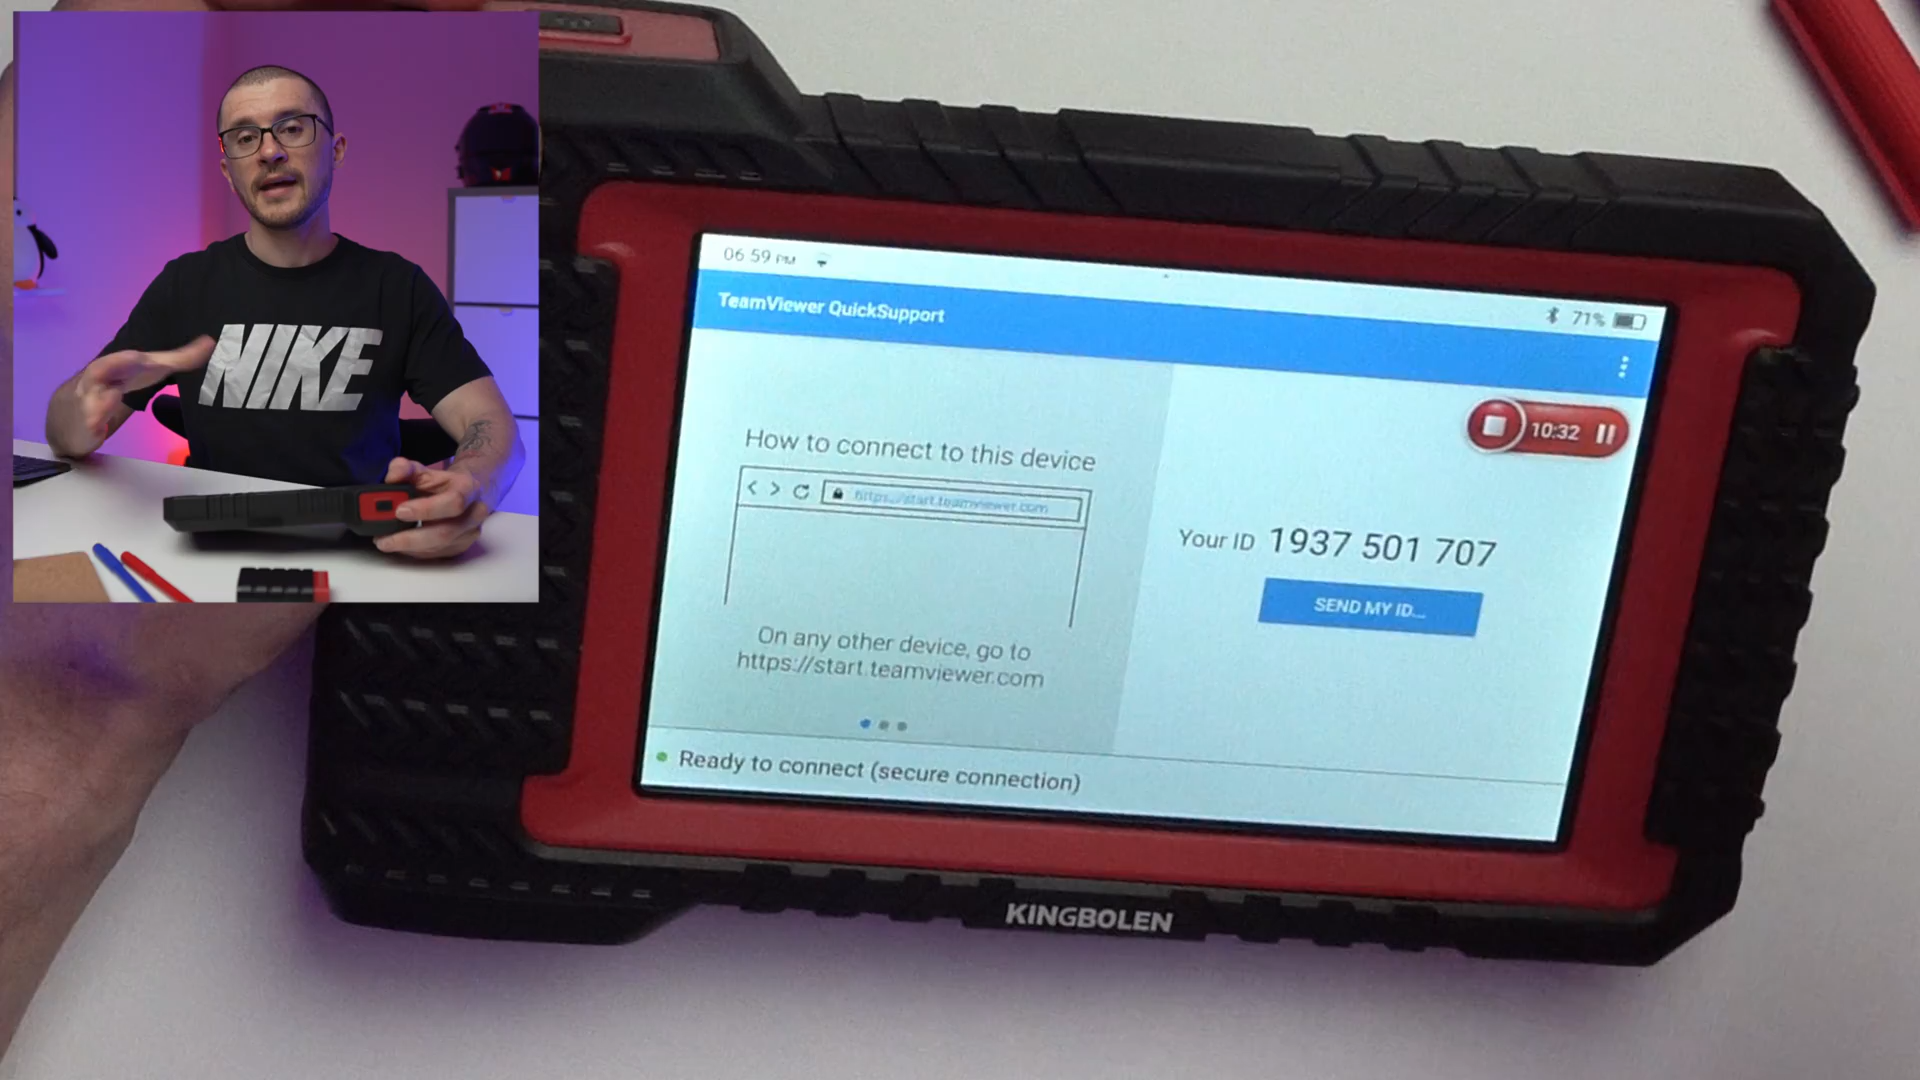 NIKE
06 59 PM
71%
TeamViewer QuickSupport
10:32
How to connect to this device
https://start.teamviewer.com
Your ID 1937 501 707
SEND MY ID...
On any other device, go to
https://start.teamviewer.com
Ready to connect (secure connection)
KINGBOLEN